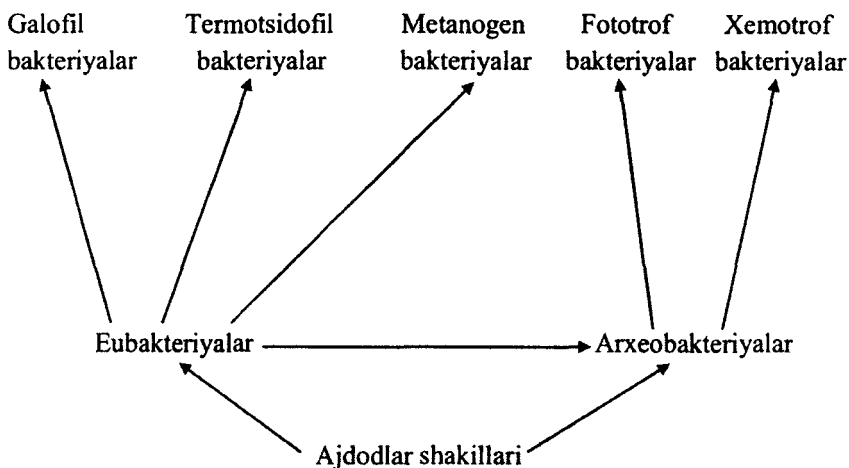 Galofil Termotsidofil Metanogen Fototrof Xemotrof
bakteriyalar bakteriyalar bakteriyalar bakteriyalar bakteriyalar
Eubakteriyalar Arxeobakteriyalar
Ajdodlar shakillari